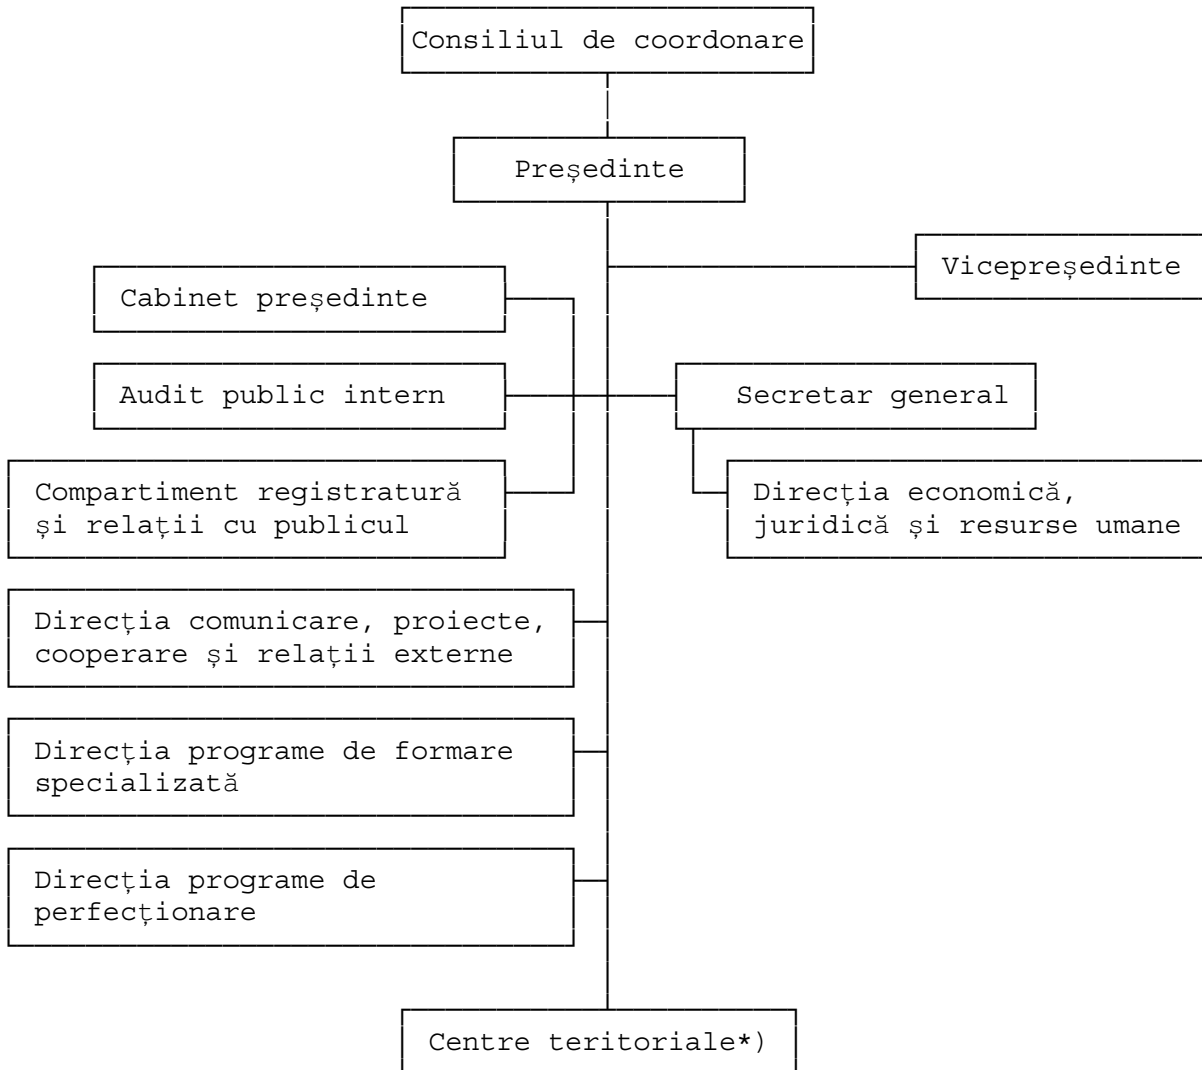 Consiliul de coordonare
Președinte
Vicepreședinte
Cabinet președinte
Audit public intern
Secretar general
Compartiment registratură
și relații cu publicul
Direcția economică,
juridică și resurse umane
Direcția comunicare, proiecte,
cooperare și relații externe
Direcția programe de formare
specializată
Direcția programe de
perfecționare
Centre teritoriale*)